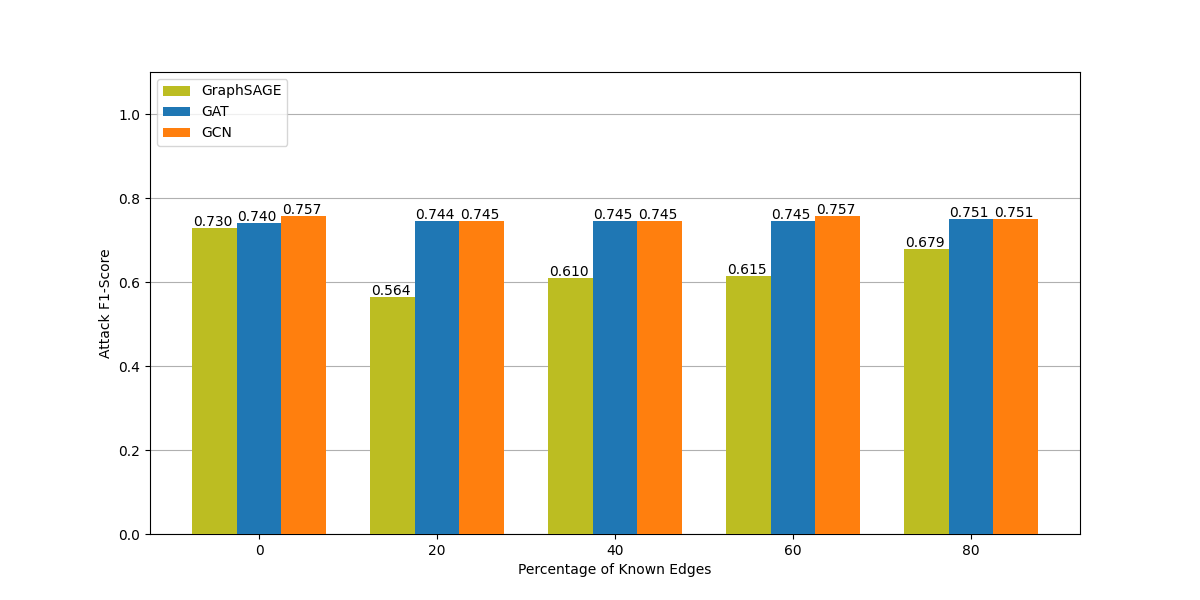 GraphSAGE
GAT
GCN
1.0
0.8
0.6
0.4
0.2
0.0
Attack F1-Score
0.730 0.740 0.757
0.564 0.744 0.745
0.610 0.745 0.745
0.615 0.745 0.757
0.679 0.751 0.751
0 20 40 60 80
Percentage of Known Edges